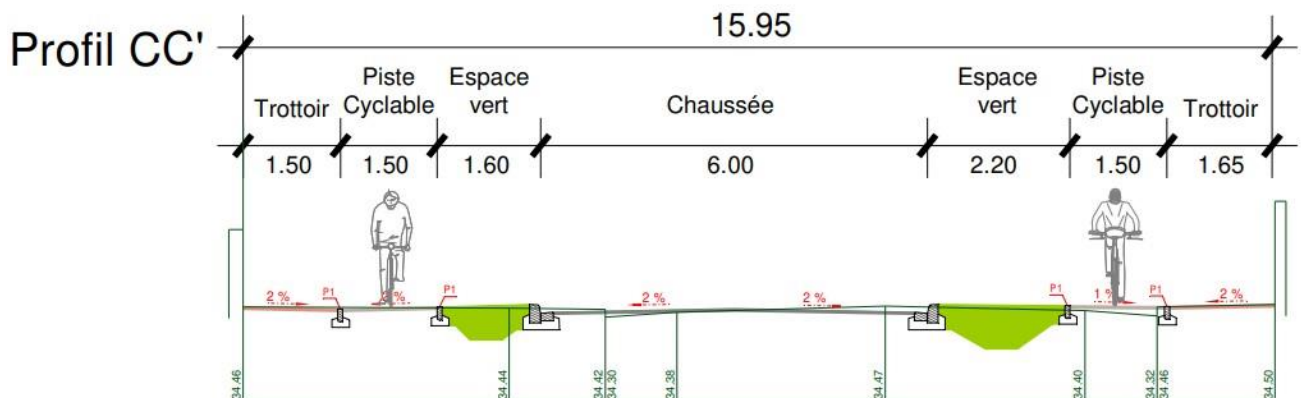 15.95
Profil CC'
Trottoir
Piste
Cyclable
Espace
vert
Chaussée
Espace
vert
Piste
Cyclable
Trottoir
1.50
1.50
1.60
6.00
2.20
1.50
1.65
2 %
P1
2 %
P1
2 %
2 %
P1
1 %
P1
2 %
34.46
34.44
34.42
34.30
34.38
34.47
34.40
34.32
34.46
34.50